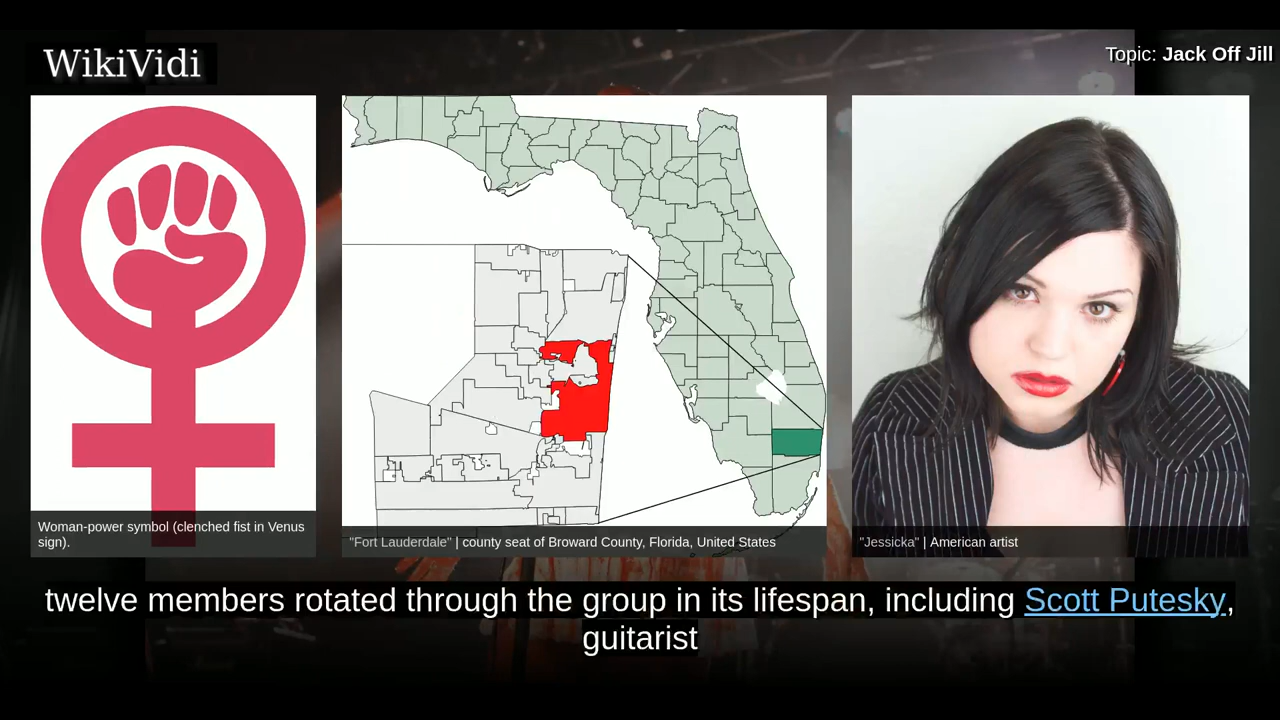 WikiVidi
Topic: Jack Off Jill
Woman-power symbol (clenched fist in Venus
sign).
"Fort Lauderdale" | county seat of Broward County, Florida, United States
"Jessicka" | American artist
twelve members rotated through the group in its lifespan, including Scott Putesky,
guitarist